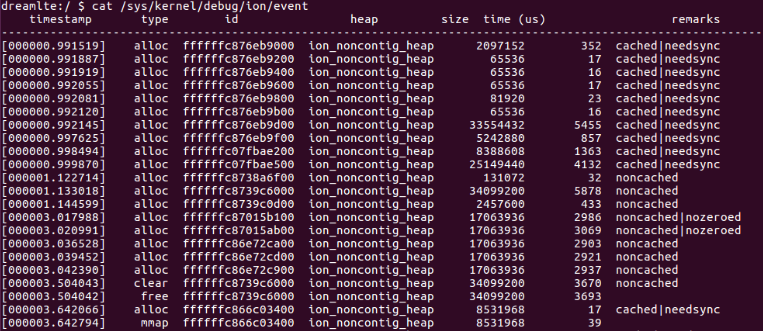 dreamlte:/ $ cat /sys/kernel/debug/ion/event
timestamp type id heap size time (us) remarks
--------------------------------------------------------------------------------
[000000.991519] alloc ffffffc876eb9000 ion_noncontig_heap 2097152 352 cached|needsync
[000000.991887] alloc ffffffc876eb9200 ion_noncontig_heap 65536 17 cached|needsync
[000000.991919] alloc ffffffc876eb9400 ion_noncontig_heap 65536 16 cached|needsync
[000000.992055] alloc ffffffc876eb9600 ion_noncontig_heap 65536 17 cached|needsync
[000000.992081] alloc ffffffc876eb9800 ion_noncontig_heap 81920 23 cached|needsync
[000000.992120] alloc ffffffc876eb9b00 ion_noncontig_heap 65536 16 cached|needsync
[000000.992145] alloc ffffffc876eb9d00 ion_noncontig_heap 33554432 5455 cached|needsync
[000000.997625] alloc ffffffc876eb9f00 ion_noncontig_heap 5242880 857 cached|needsync
[000000.998494] alloc ffffffc07fbae200 ion_noncontig_heap 8388608 1363 cached|needsync
[000000.999870] alloc ffffffc07fbae500 ion_noncontig_heap 25149440 4132 cached|needsync
[000001.122714] alloc ffffffc8738a6f00 ion_noncontig_heap 131072 32 noncached
[000001.133018] alloc ffffffc8739c6000 ion_noncontig_heap 34099200 5878 noncached
[000001.144599] alloc ffffffc8739c0d00 ion_noncontig_heap 2457600 433 noncached
[000003.017988] alloc ffffffc87015b100 ion_noncontig_heap 17063936 2986 noncached|nozeroed
[000003.020991] alloc ffffffc87015ab00 ion_noncontig_heap 17063936 3069 noncached|nozeroed
[000003.036528] alloc ffffffc86e72ca00 ion_noncontig_heap 17063936 2903 noncached
[000003.039452] alloc ffffffc86e72cd00 ion_noncontig_heap 17063936 2921 noncached
[000003.042390] alloc ffffffc86e72c900 ion_noncontig_heap 17063936 2937 noncached
[000003.504043] clear ffffffc8739c6000 ion_noncontig_heap 34099200 3670 noncached
[000003.504042] free ffffffc8739c6000 ion_noncontig_heap 34099200 3693
[000003.642066] alloc ffffffc866c03400 ion_noncontig_heap 8531968 17 cached|needsync
[000003.642794] mmap ffffffc866c03400 ion_noncontig_heap 8531968 39